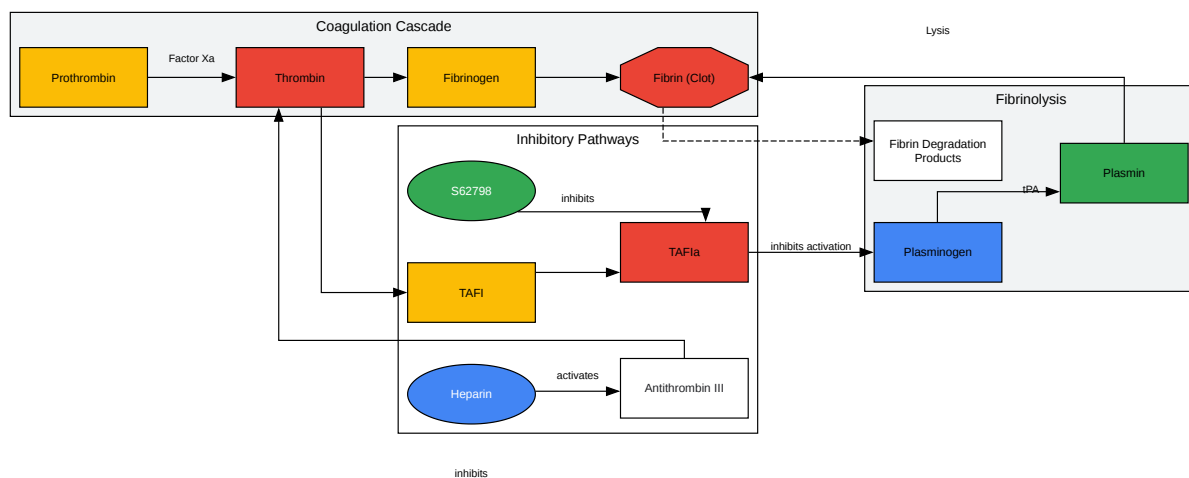 Coagulation Cascade
Lysis
Prothrombin
Factor Xa
Thrombin
Fibrinogen
Fibrin (Clot)
Fibrinolysis
Inhibitory Pathways
Fibrin Degradation
Products
Plasmin
S62798
inhibits
tPA
TAFIa
inhibits activation
Plasminogen
TAFI
Heparin
activates
Antithrombin III
inhibits